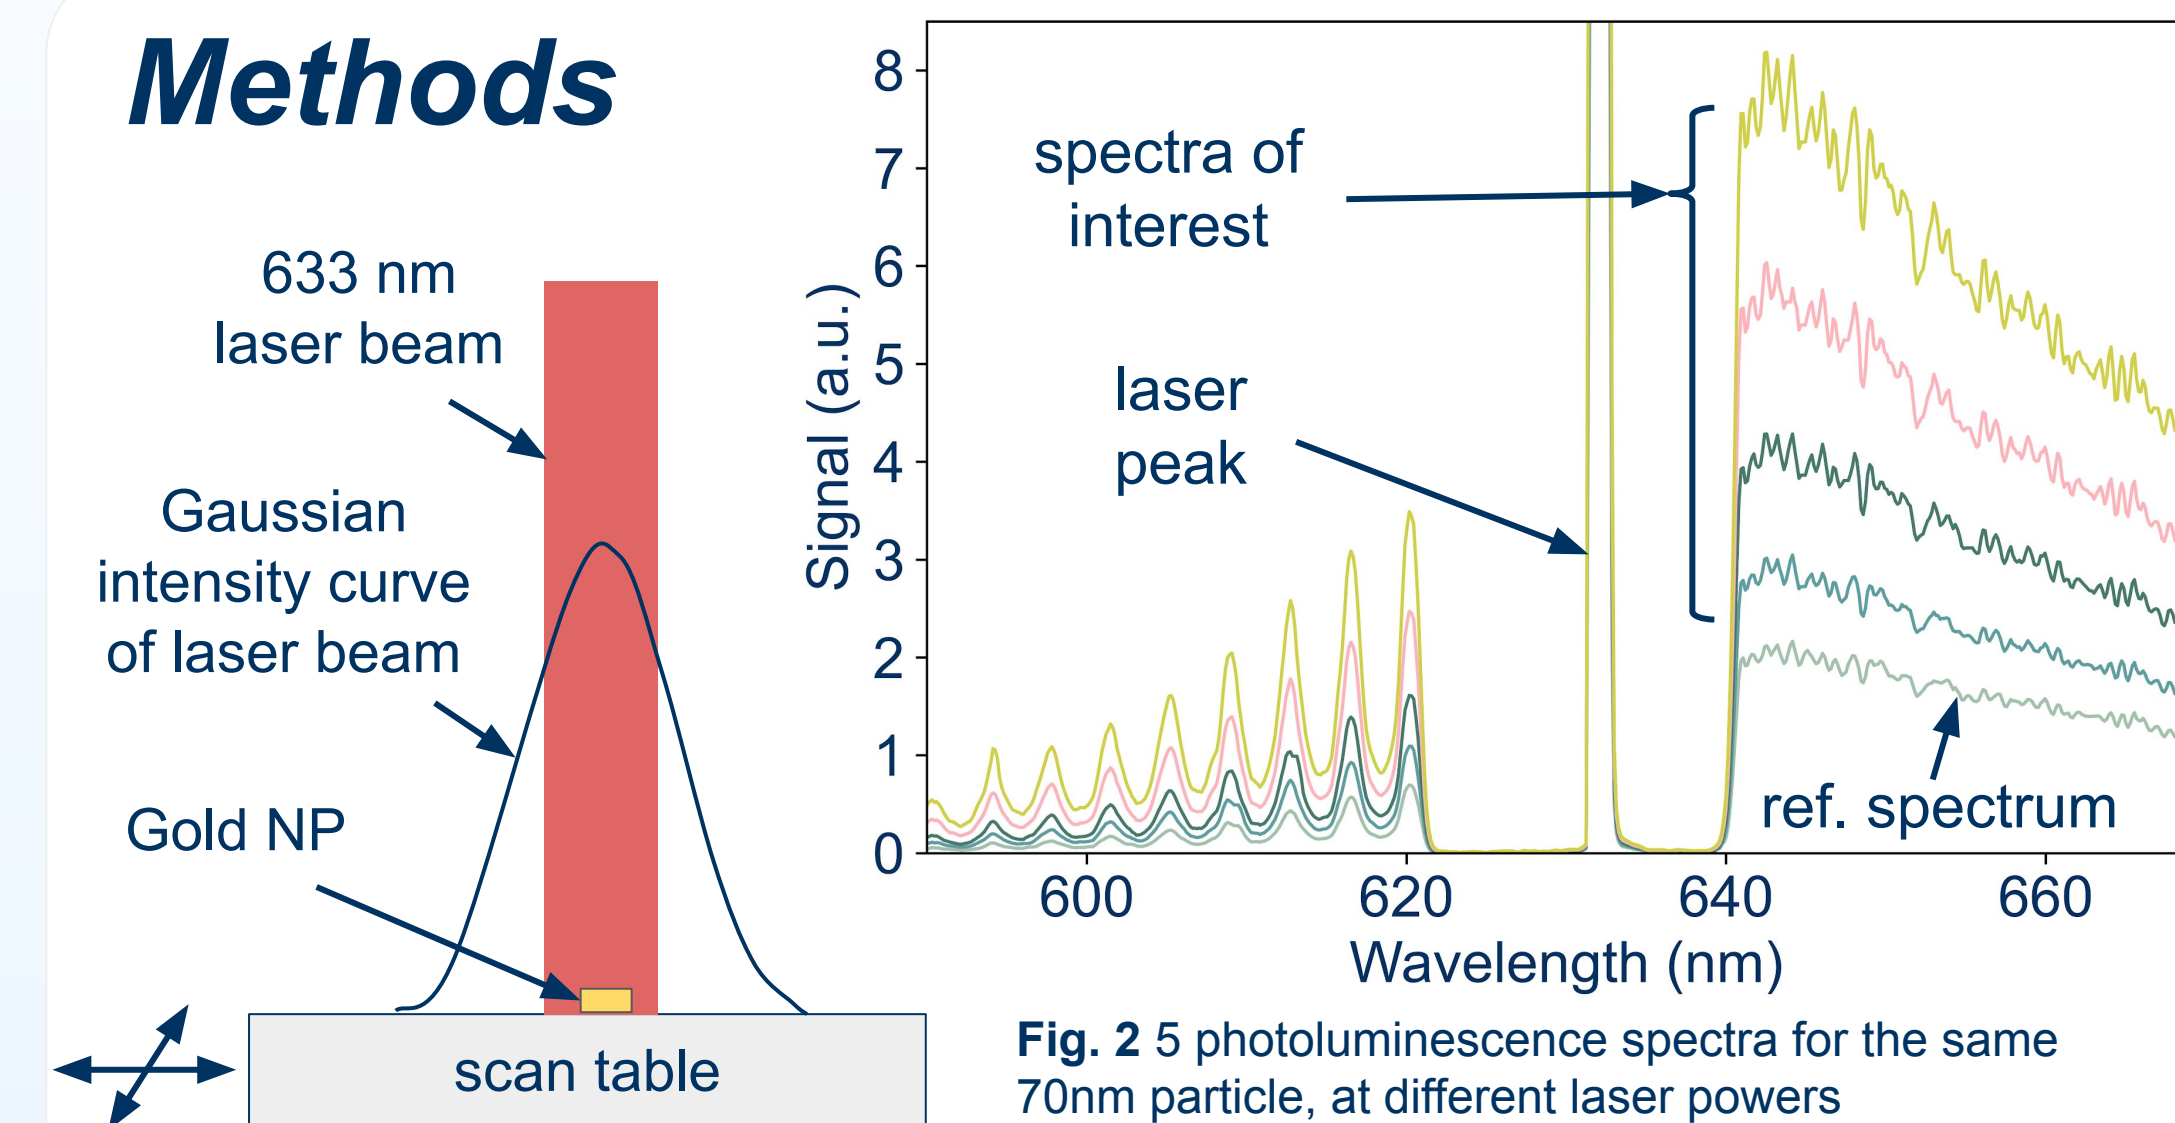 Methods
633 nm
laser beam
Gaussian
intensity curve
of laser beam
Gold NP
scan table
Signal (a.u.)
8
7
6
5
4
3
2
1
0
spectra of
interest
laser
peak
ref. spectrum
600 620 640 660
Wavelength (nm)
Fig. 2 5 photoluminescence spectra for the same
70nm particle, at different laser powers